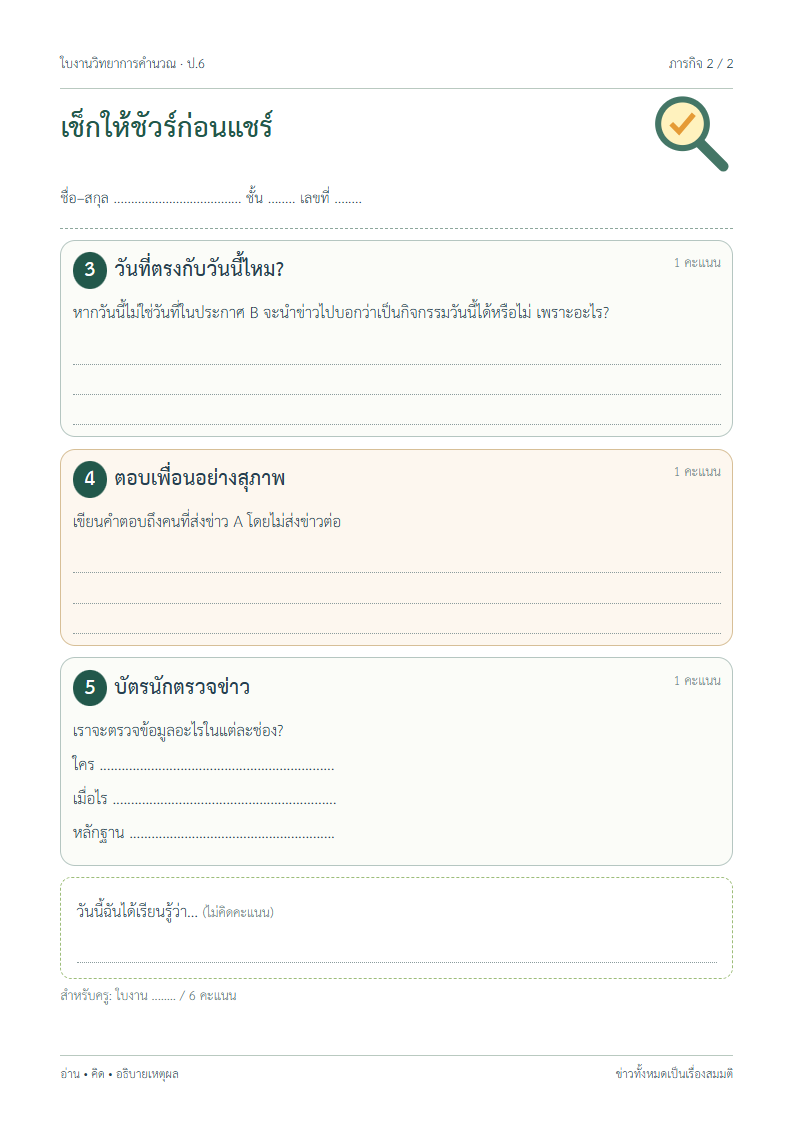 ใบงานวิทยาการคำนวณ · ป.6
ภารกิจ 2 / 2
เช็กให้ชัวร์ก่อนแชร์
ชื่อ–สกุล ..................................... ชั้น ........ เลขที่ ........
3 วันที่ตรงกับวันนี้ไหม?
1 คะแนน
หากวันนี้ไม่ใช่วันที่ในประกาศ B จะนำข่าวไปบอกว่าเป็นกิจกรรมวันนี้ได้หรือไม่ เพราะอะไร?
4 ตอบเพื่อนอย่างสุภาพ
1 คะแนน
เขียนคำตอบถึงคนที่ส่งข่าว A โดยไม่ส่งข่าวต่อ
5 บัตรนักตรวจข่าว
1 คะแนน
เราจะตรวจข้อมูลอะไรในแต่ละช่อง?
ใคร ....................................................................
เมื่อไร .................................................................
หลักฐาน ...........................................................
วันนี้ฉันได้เรียนรู้ว่า... (ไม่คิดคะแนน)
สำหรับครู: ใบงาน ........ / 6 คะแนน
อ่าน • คิด • อธิบายเหตุผล
ข่าวทั้งหมดเป็นเรื่องสมมติ